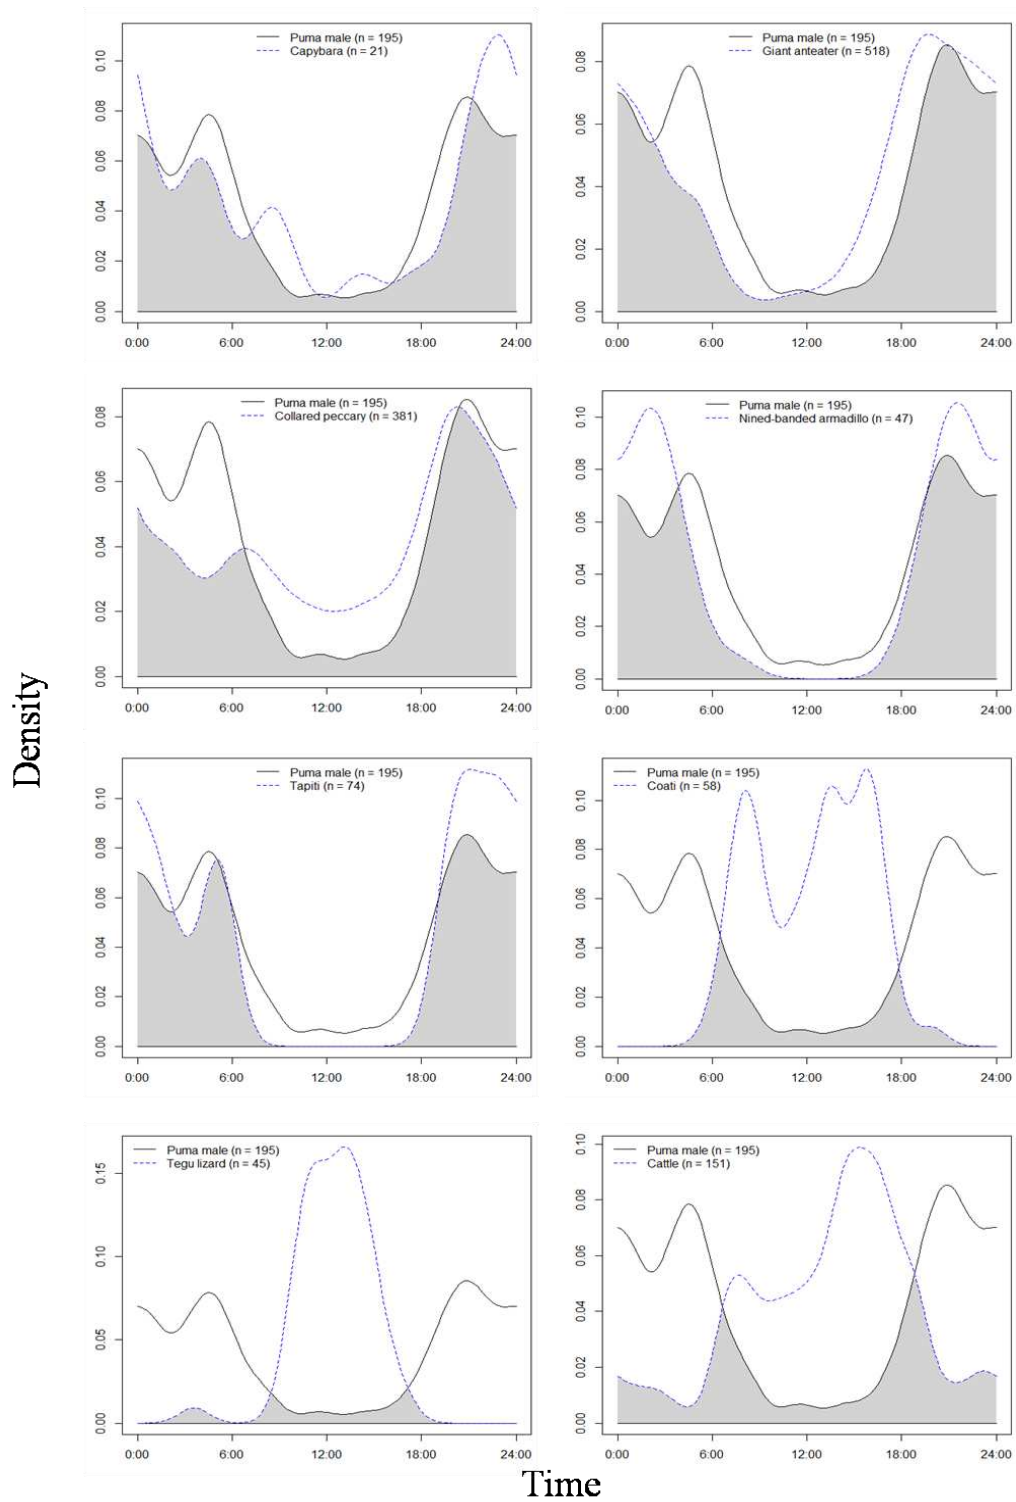 Density
Puma male (n = 195)
Capybara (n = 21)
0.00 0.02 0.04 0.06 0.08 0.10
0:00 6:00 12:00 18:00 24:00
Puma male (n = 195)
Giant anteater (n = 518)
0.00 0.02 0.04 0.06 0.08
0:00 6:00 12:00 18:00 24:00
Puma male (n = 195)
Collared peccary (n = 381)
0.00 0.02 0.04 0.06 0.08
0:00 6:00 12:00 18:00 24:00
Puma male (n = 195)
Nined-banded armadillo (n = 47)
0.00 0.02 0.04 0.06 0.08 0.10
0:00 6:00 12:00 18:00 24:00
Puma male (n = 195)
Tapiti (n = 74)
0.00 0.02 0.04 0.06 0.08 0.10
0:00 6:00 12:00 18:00 24:00
Puma male (n = 195)
Coati (n = 58)
0.00 0.02 0.04 0.06 0.08 0.10
0:00 6:00 12:00 18:00 24:00
Puma male (n = 195)
Tegu lizard (n = 45)
0.00 0.05 0.10 0.15
0:00 6:00 12:00 18:00 24:00
Puma male (n = 195)
Cattle (n = 151)
0.00 0.02 0.04 0.06 0.08 0.10
0:00 6:00 12:00 18:00 24:00
Time